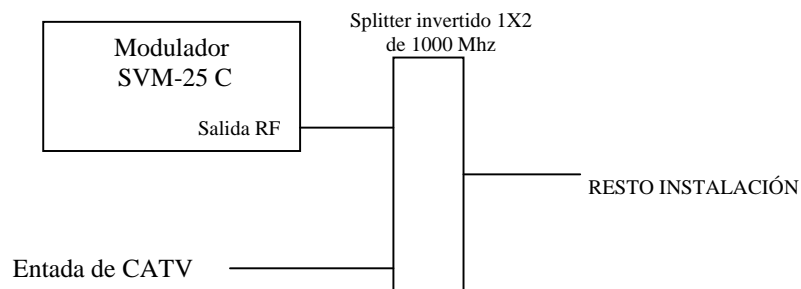 Splitter invertido 1X2
de 1000 Mhz
Modulador
SVM-25 C
Salida RF
RESTO INSTALACIÓN
Entada de CATV